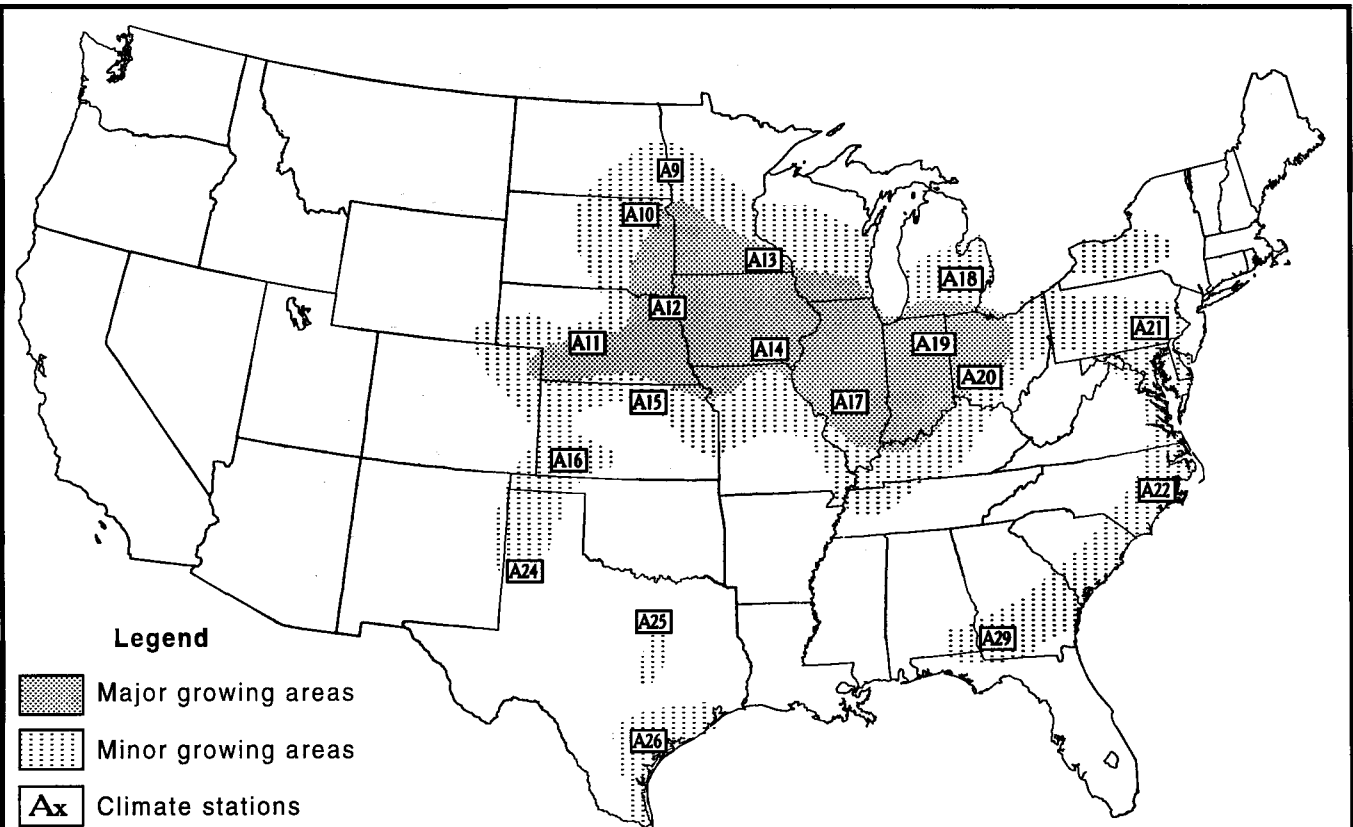 A9
A10
A13
A18
A12
A11
A14
A19
A21
A20
A15
A17
A16
A22
A24
A25
A29
A26
Legend
Major growing areas
Minor growing areas
Ax Climate stations